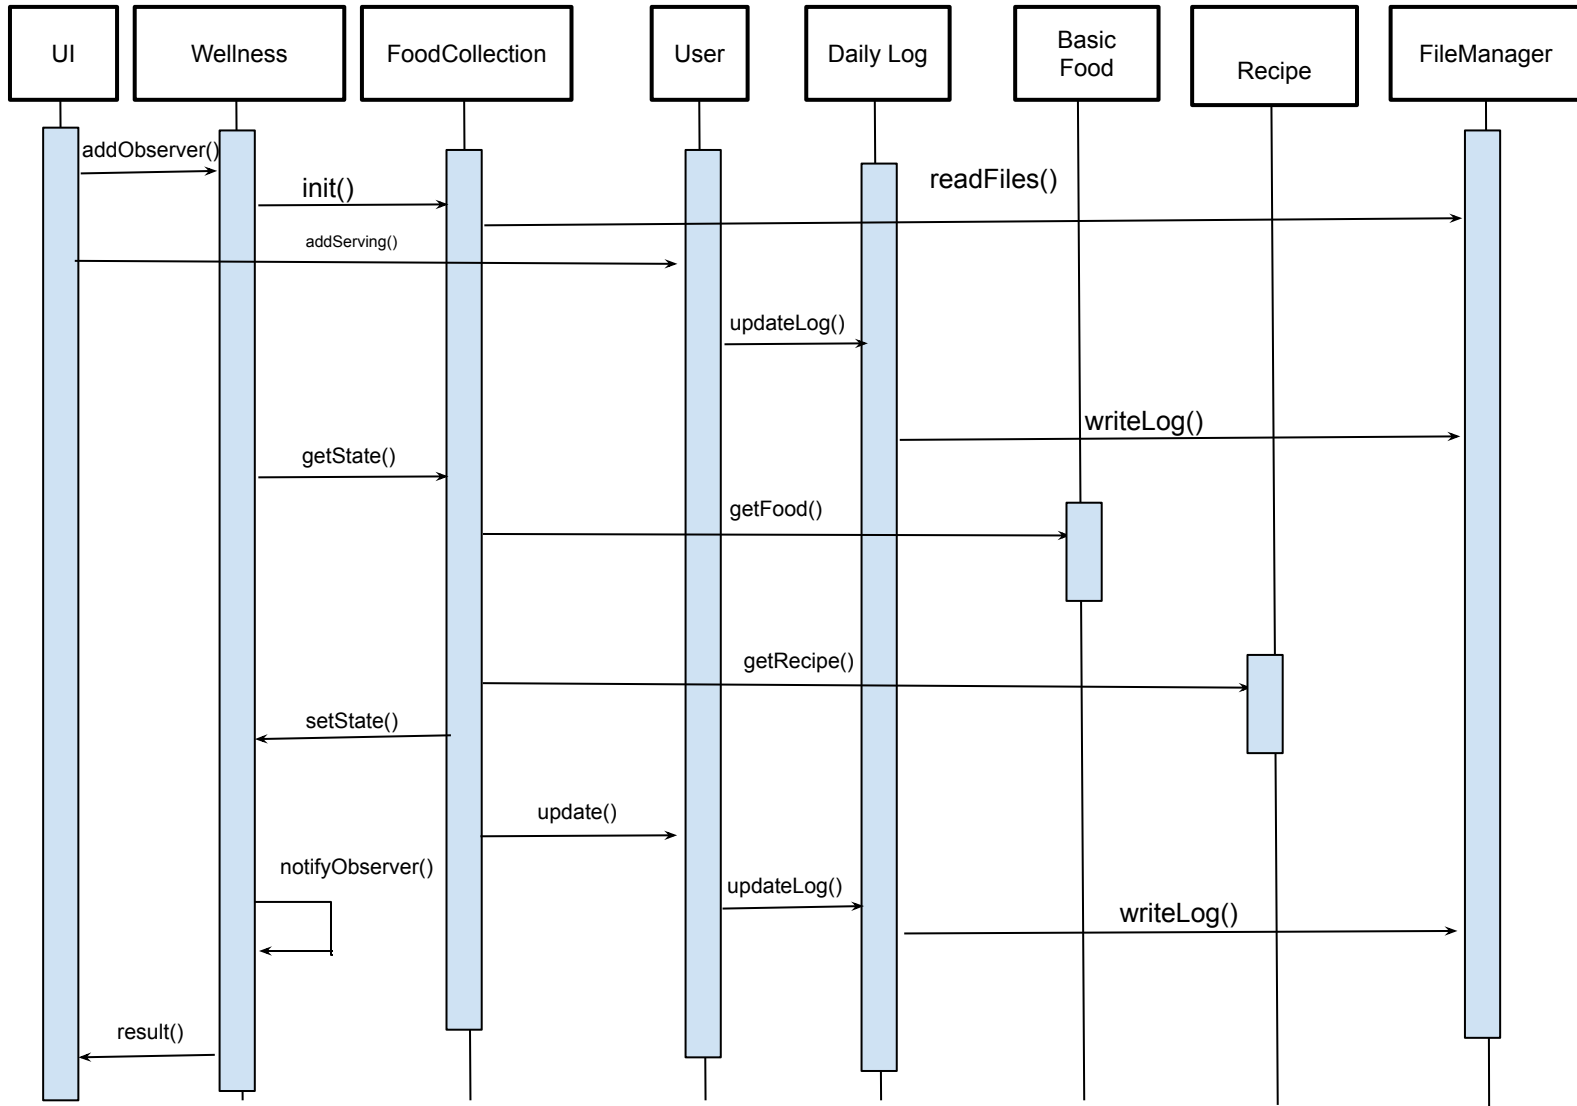 UI
Wellness
FoodCollection
User
Daily Log
Basic
Food
Recipe
FileManager
addObserver()
init()
readFiles()
addServing()
updateLog()
writeLog()
getState()
getFood()
getRecipe()
setState()
update()
notifyObserver()
updateLog()
writeLog()
result()